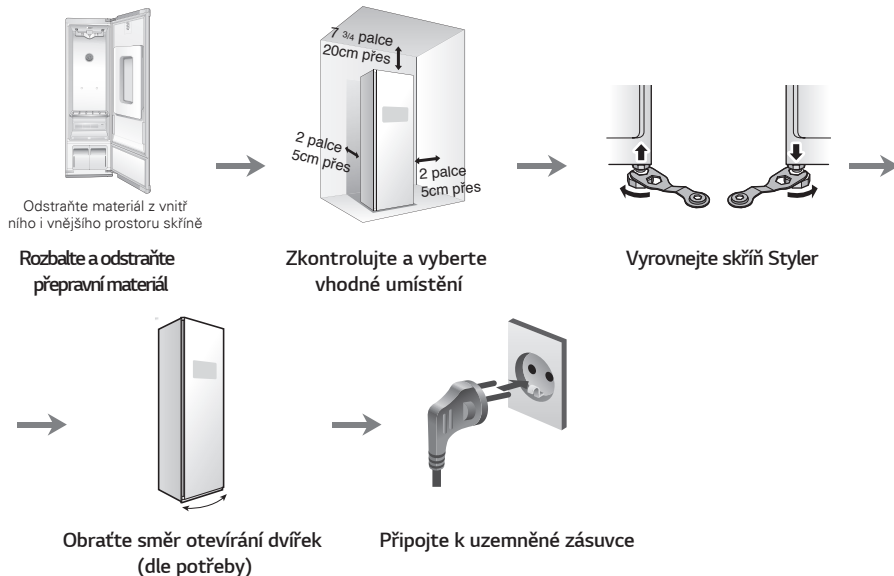 7 3/4 palce
20cm přes
2 palce
5cm přes
2 palce
5cm přes
Odstraňte materiál z vnitř
ního i vnějšího prostoru skříně
Rozbalte a odstraňte
přepravní materiál
Zkontrolujte a vyberte
vhodné umístění
Vyrovnejte skříň Styler
Obraťte směr otevírání dvířek
(dle potřeby)
Připojte k uzemněné zásuvce